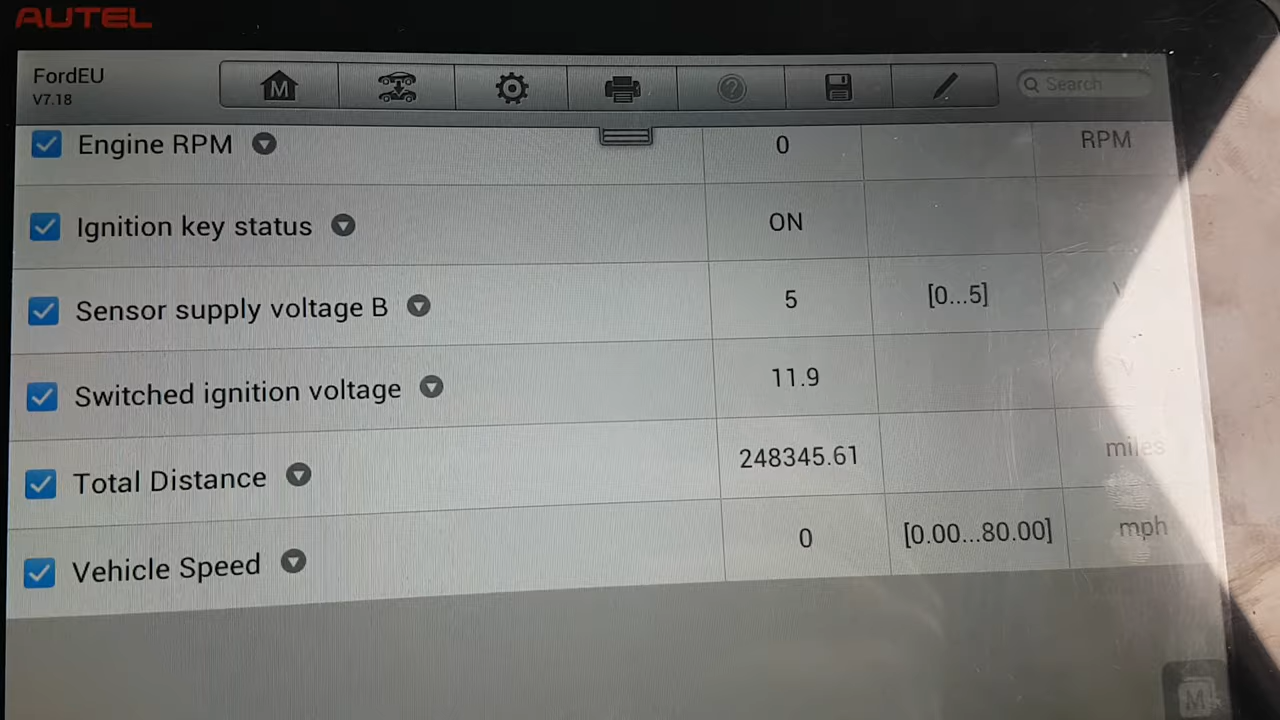 AUTEL
FordEU
V7.18
M
?
Search
Engine RPM 0 RPM
Ignition key status ON
Sensor supply voltage B 5 [0...5] V
Switched ignition voltage 11.9 V
Total Distance 248345.61 miles
Vehicle Speed 0 [0.00...80.00] mph
M